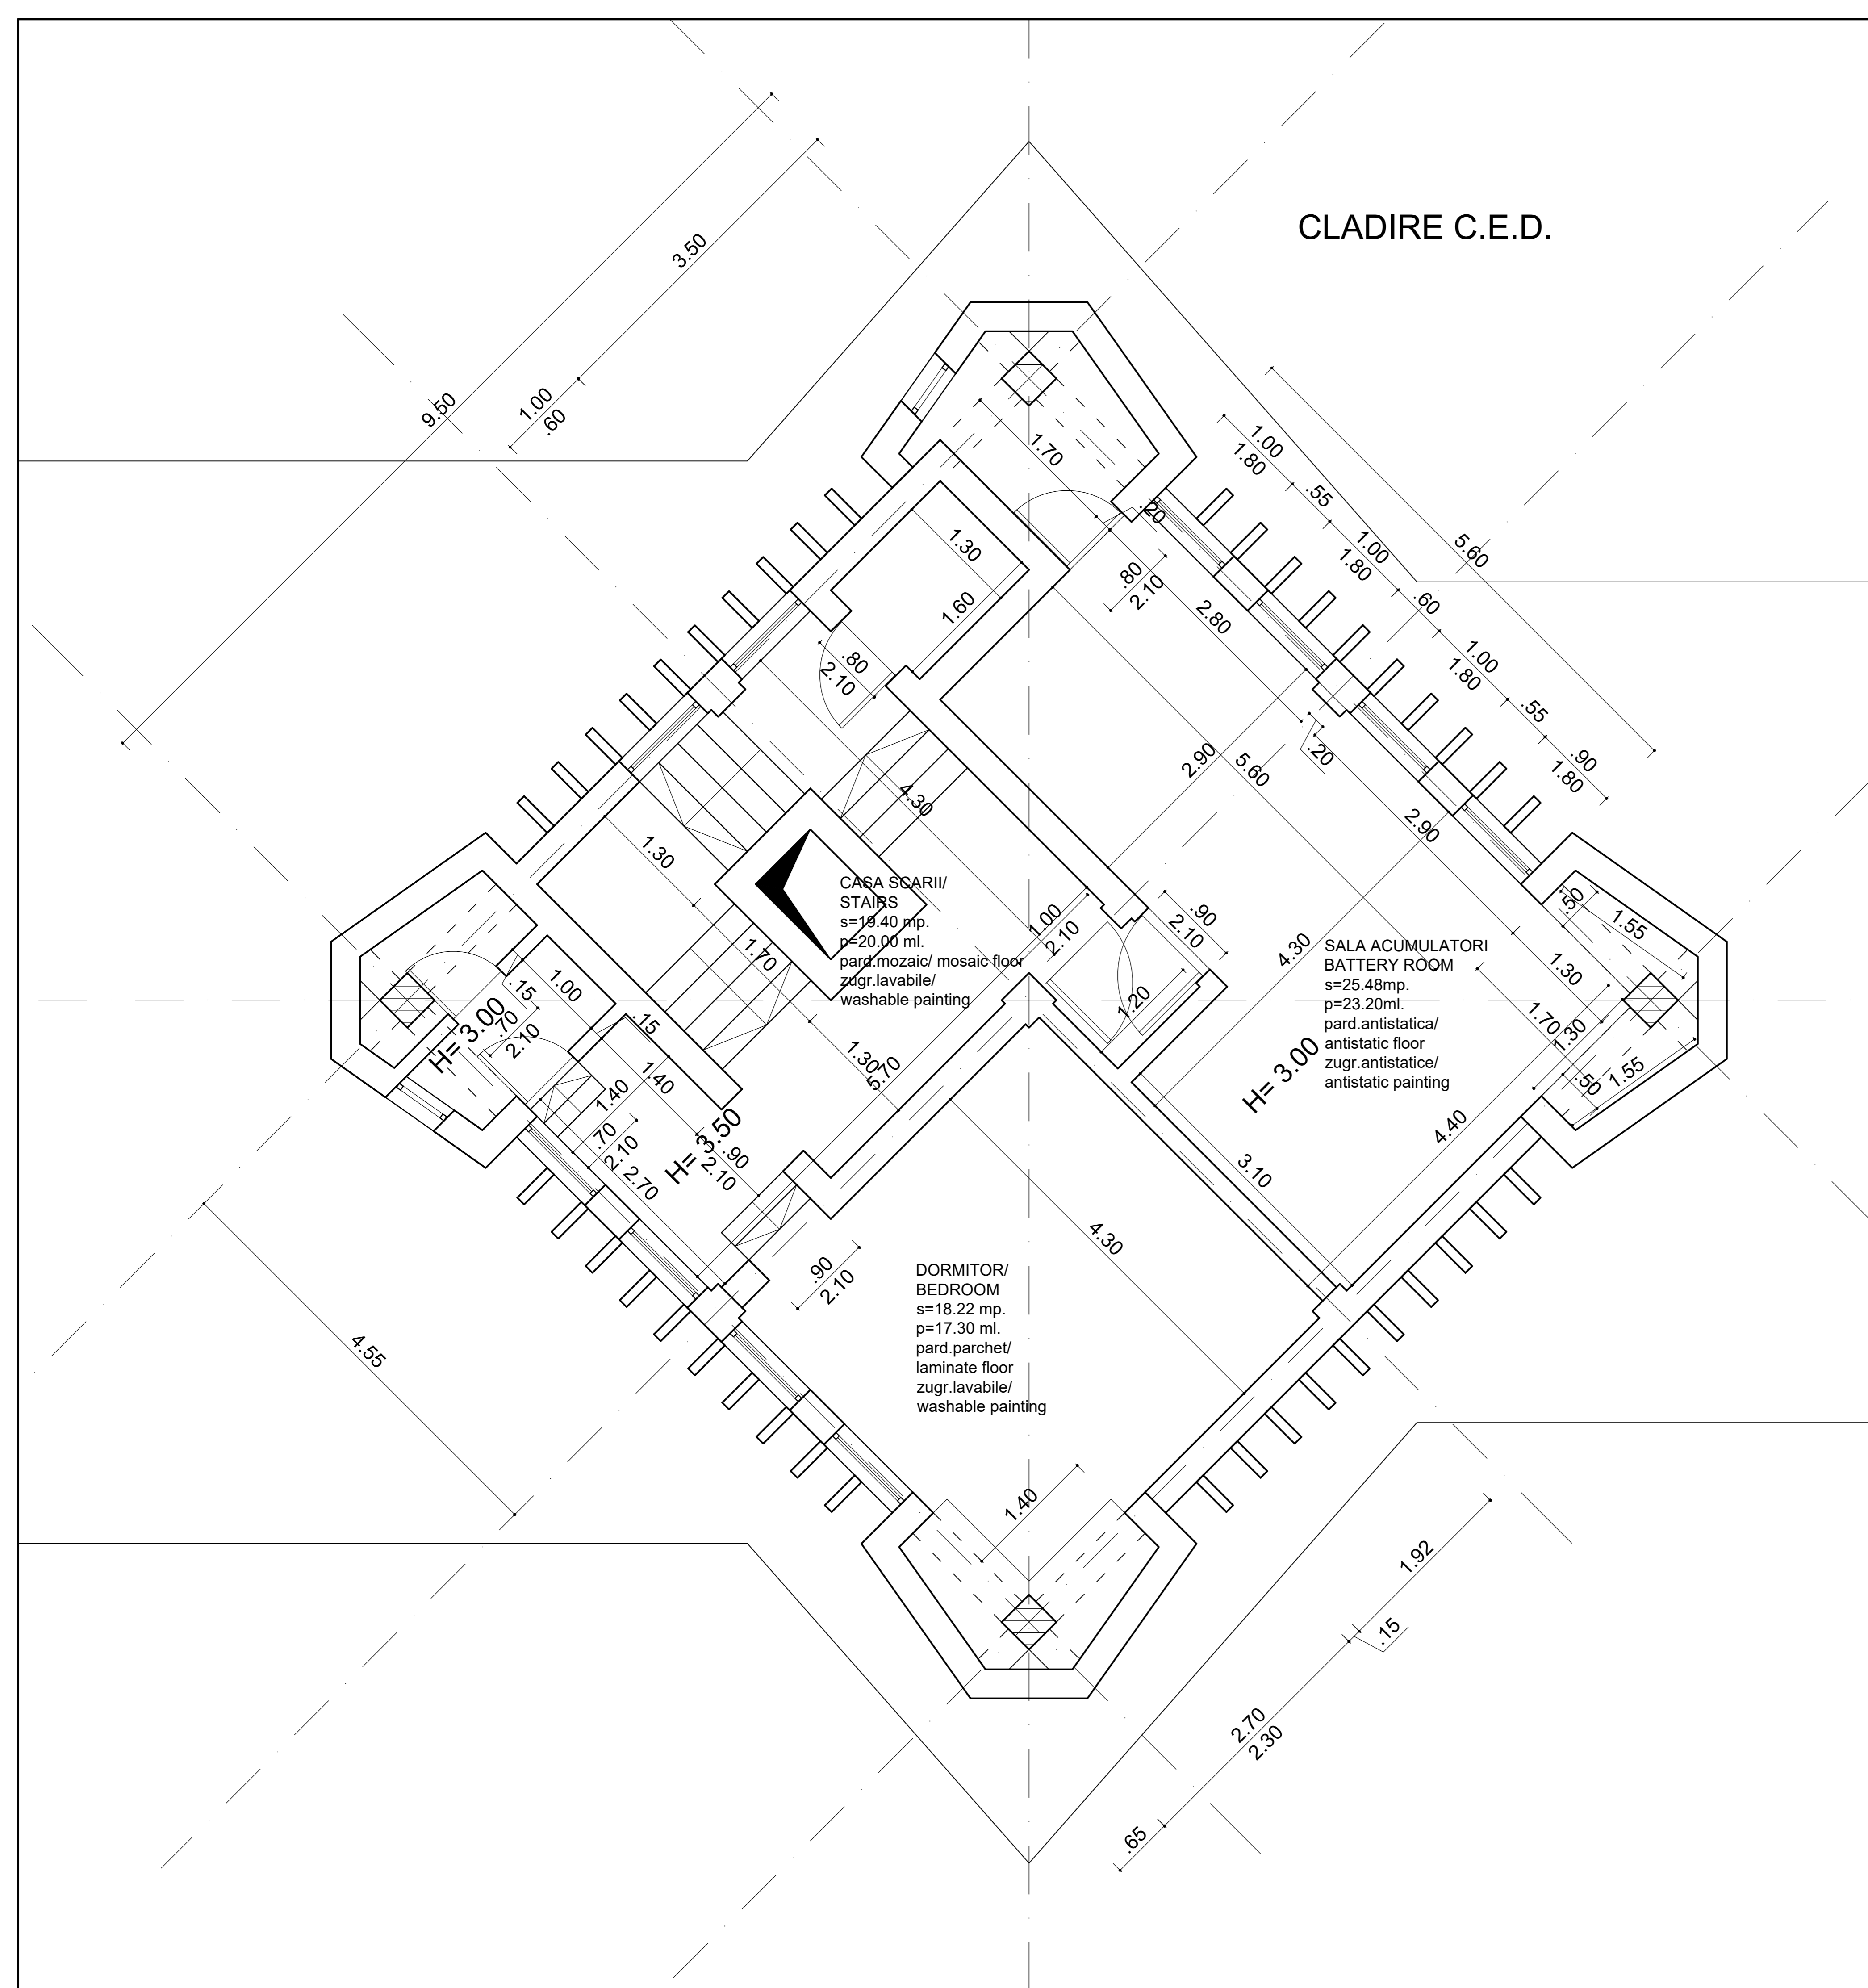 CLADIRE C.E.D.
3.50
9.50
1.00
.60
1.70
.20
1.00
1.80
.55
1.00
1.80
5.60
.60
1.00
1.80
.55
.90
1.80
1.30
1.60
.80
2.10
2.80
.80
2.10
2.90
5.60
.20
2.90
4.30
1.30
1.70
CASA SCARII/
STAIRS
s=19.40 mp.
p=20.00 ml.
pard.mozaic/ mosaic floor
zugr.lavabile/
washable painting
1.00
2.10
.90
2.10
1.20
4.30
SALA ACUMULATORI
BATTERY ROOM
s=25.48mp.
p=23.20ml.
pard.antistatica/
antistatic floor
zugr.antistatice/
antistatic painting
H= 3.00
.50
1.55
1.30
1.70
1.30
.50
1.55
4.40
3.10
H= 3.00
.15
1.00
.70
2.10
.15
1.40
1.40
.70
2.10
2.70
H= 3.50
.90
2.10
1.30
5.70
.90
2.10
4.30
4.55
DORMITOR/
BEDROOM
s=18.22 mp.
p=17.30 ml.
pard.parchet/
laminate floor
zugr.lavabile/
washable painting
1.40
1.92
.15
2.70
2.30
.65